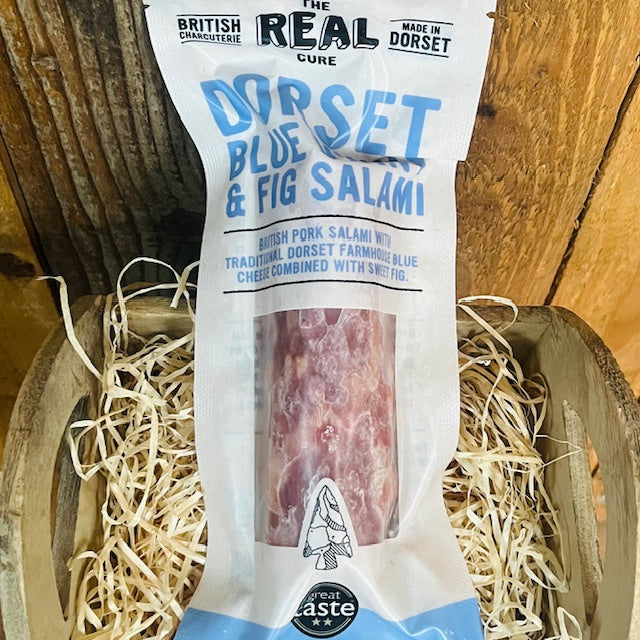 THE
BRITISH
CHARCUTERIE
REAL
MADE IN
DORSET
CURE
DORSET
BLUE
& FIG SALAMI
BRITISH PORK SALAMI WITH
TRADITIONAL DORSET FARMHOUSE BLUE
CHEESE COMBINED WITH SWEET FIG.
great
taste